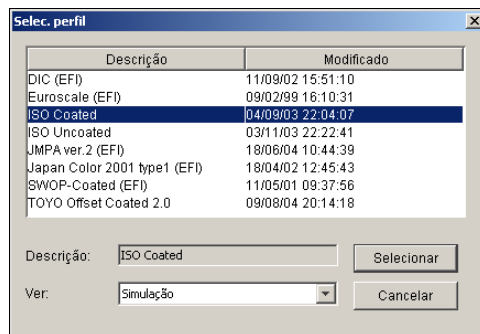 Selec. perfil
Descrição Modificado
DIC (EFI) 11/09/02 15:51:10
Euroscale (EFI) 09/02/99 16:10:31
ISO Coated 04/09/03 22:04:07
ISO Uncoated 03/11/03 22:22:41
JMPA ver.2 (EFI) 18/06/04 10:44:39
Japan Color 2001 type1 (EFI) 18/04/02 12:45:43
SWOP-Coated (EFI) 11/05/01 09:37:56
TOYO Offset Coated 2.0 09/08/04 20:14:18
Descrição: ISO Coated Selecionar
Ver: Simulação Cancelar